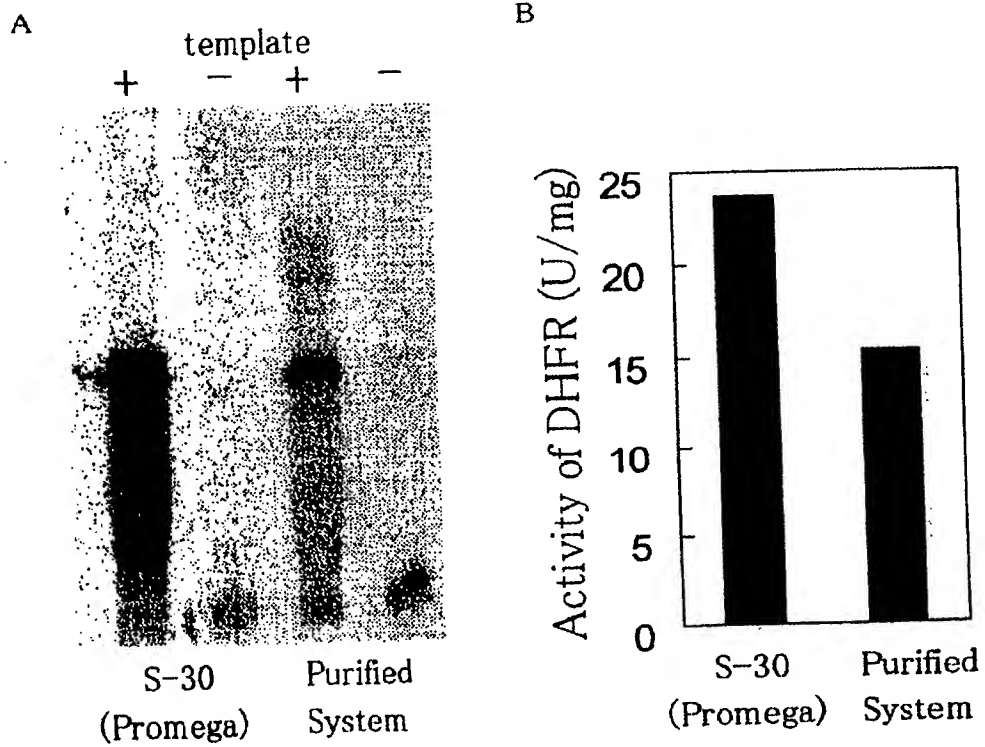 A
template
+ − + −
S-30
(Promega)
Purified
System
B
Activity of DHFR (U/mg)
25
20
15
10
5
0
S-30
(Promega)
Purified
System